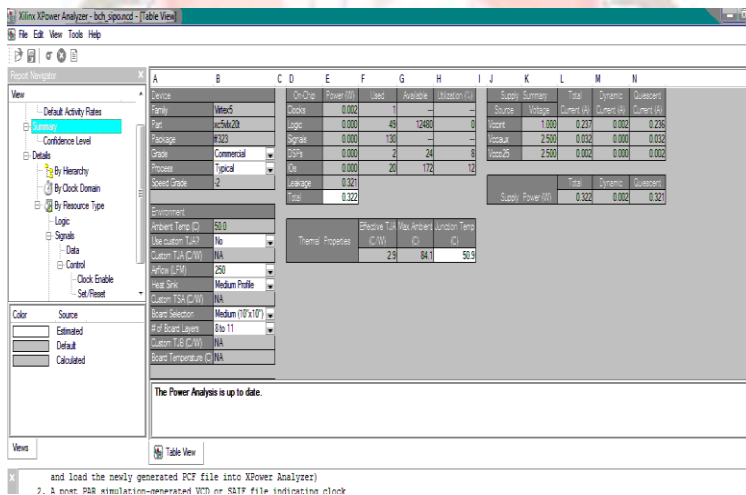 Xilinx XPower Analyzer - bch_sipo.ncd - [Table View]
File Edit View Tools Help
Report Navigator
View
Default Activity Rates
Summary
Confidence Level
Details
By Hierarchy
By Clock Domain
By Resource Type
Logic
Signals
Data
Control
Clock Enable
Set/Reset
Color Source
Estimated
Default
Calculated
Views
A B C D E F G H I J K L M N
Device
Family Virtex5
Part xc5vlx20t
Package ff323
Grade Commercial
Process Typical
Speed Grade -2
Environment
Ambient Temp (C) 50.0
Use custom TJA? No
Custom TJA (C/W) NA
Airflow (LFM) 250
Heat Sink Medium Profile
Custom TSA (C/W) NA
Board Selection Medium (10"x10")
# of Board Layers 8 to 11
Custom TJB (C/W) NA
Board Temperature (C) NA
On-Chip Power (W) Used Available Utilization (%)
Clocks 0.002 1 -- --
Logic 0.000 49 12480 0
Signals 0.000 130 -- --
DSPs 0.000 2 24 8
IOs 0.000 20 172 12
Leakage 0.321
Total 0.322
Effective TJA Max Ambient Junction Temp
Thermal Properties (C/W) (C) (C)
2.9 84.1 50.9
Supply Summary Total Dynamic Quiescent
Source Voltage Current (A) Current (A) Current (A)
Vccint 1.000 0.237 0.002 0.236
Vccaux 2.500 0.032 0.000 0.032
Vcco25 2.500 0.002 0.000 0.002
Total Dynamic Quiescent
Supply Power (W) 0.322 0.002 0.321
The Power Analysis is up to date.
Table View
and load the newly generated PCF file into XPower Analyzer)
2. A post PAR simulation-generated VCD or SAIF file indicating clock